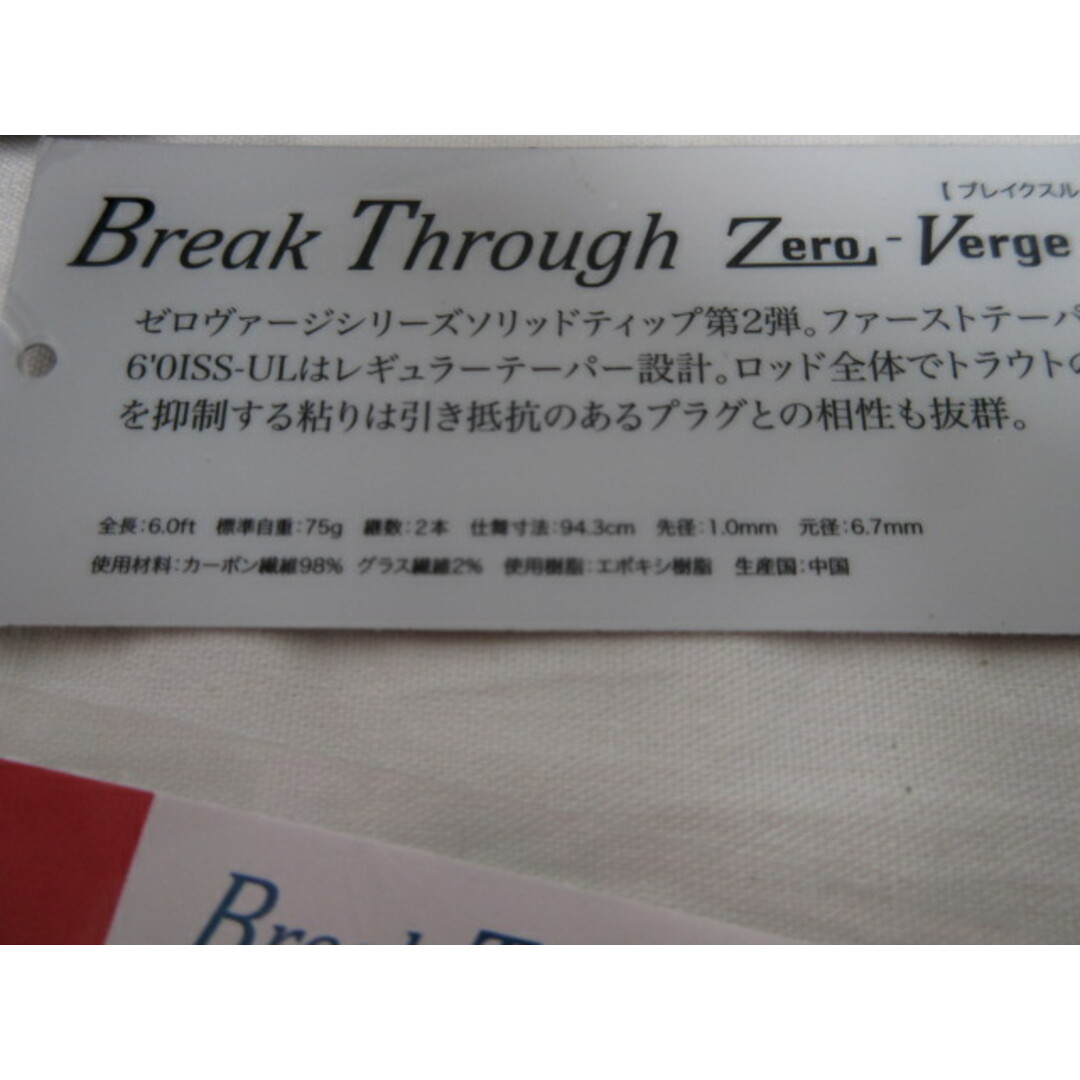 【ブレイクスル
Break Through Zero-Verge
ゼロヴァージシリーズソリッドティップ第2弾。ファーストテーパ
6'0ISS-ULはレギュラーテーパー設計。ロッド全体でトラウトの
を抑制する粘りは引き抵抗のあるプラグとの相性も抜群。
全長:6.0ft 標準自重:75g 継数:2本 仕舞寸法:94.3cm 先径:1.0mm 元径:6.7mm
使用材料:カーボン繊維98% グラス繊維2% 使用樹脂:エポキシ樹脂 生産国:中国
Break